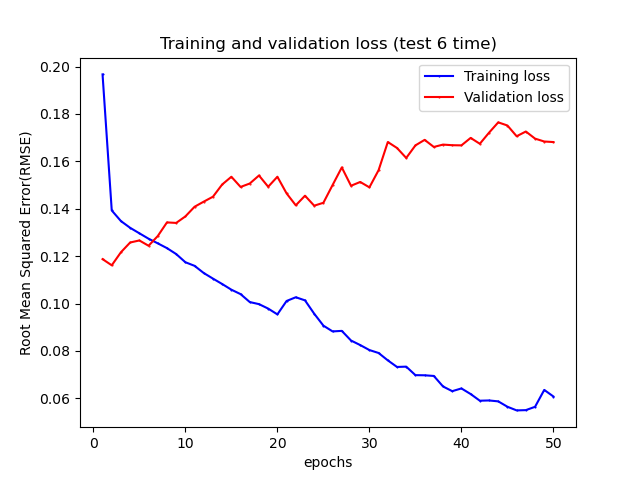 Training and validation loss (test 6 time)
Training loss
Validation loss
0.20
0.18
0.16
0.14
0.12
0.10
0.08
0.06
Root Mean Squared Error(RMSE)
0
10
20
30
40
50
epochs